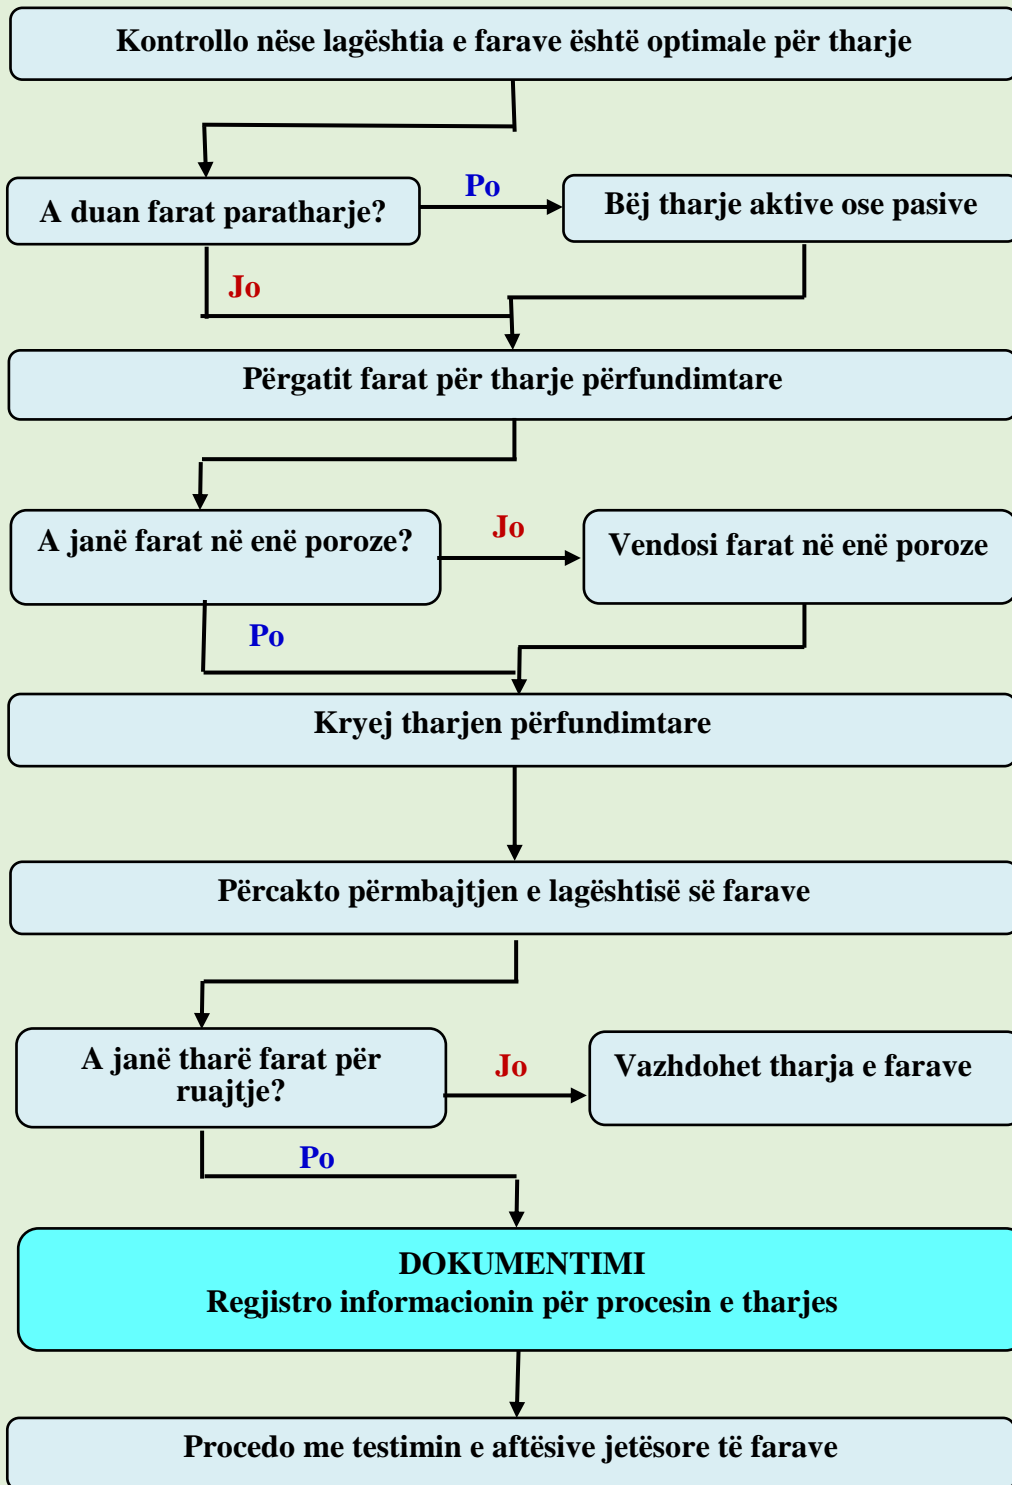 Kontrollo nëse lagështia e farave është optimale për tharje
A duan farat paratharje?
Po
Bëj tharje aktive ose pasive
Jo
Përgatit farat për tharje përfundimtare
A janë farat në enë poroze?
Jo
Vendosi farat në enë poroze
Po
Kryej tharjen përfundimtare
Përcakto përmbajtjen e lagështisë së farave
A janë tharë farat për
ruajtje?
Jo
Vazhdohet tharja e farave
Po
DOKUMENTIMI
Regjistro informacionin për procesin e tharjes
Procedo me testimin e aftësive jetësore të farave